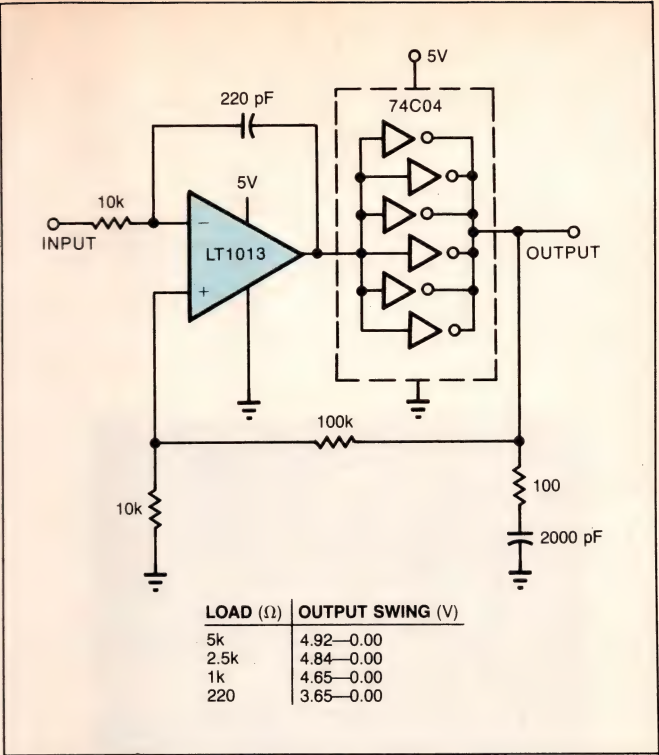 5V
74C04
220 pF
10k
5V
−
LT1013
+
INPUT
OUTPUT
100k
10k
100
2000 pF
LOAD (Ω) OUTPUT SWING (V)
5k 4.92—0.00
2.5k 4.84—0.00
1k 4.65—0.00
220 3.65—0.00